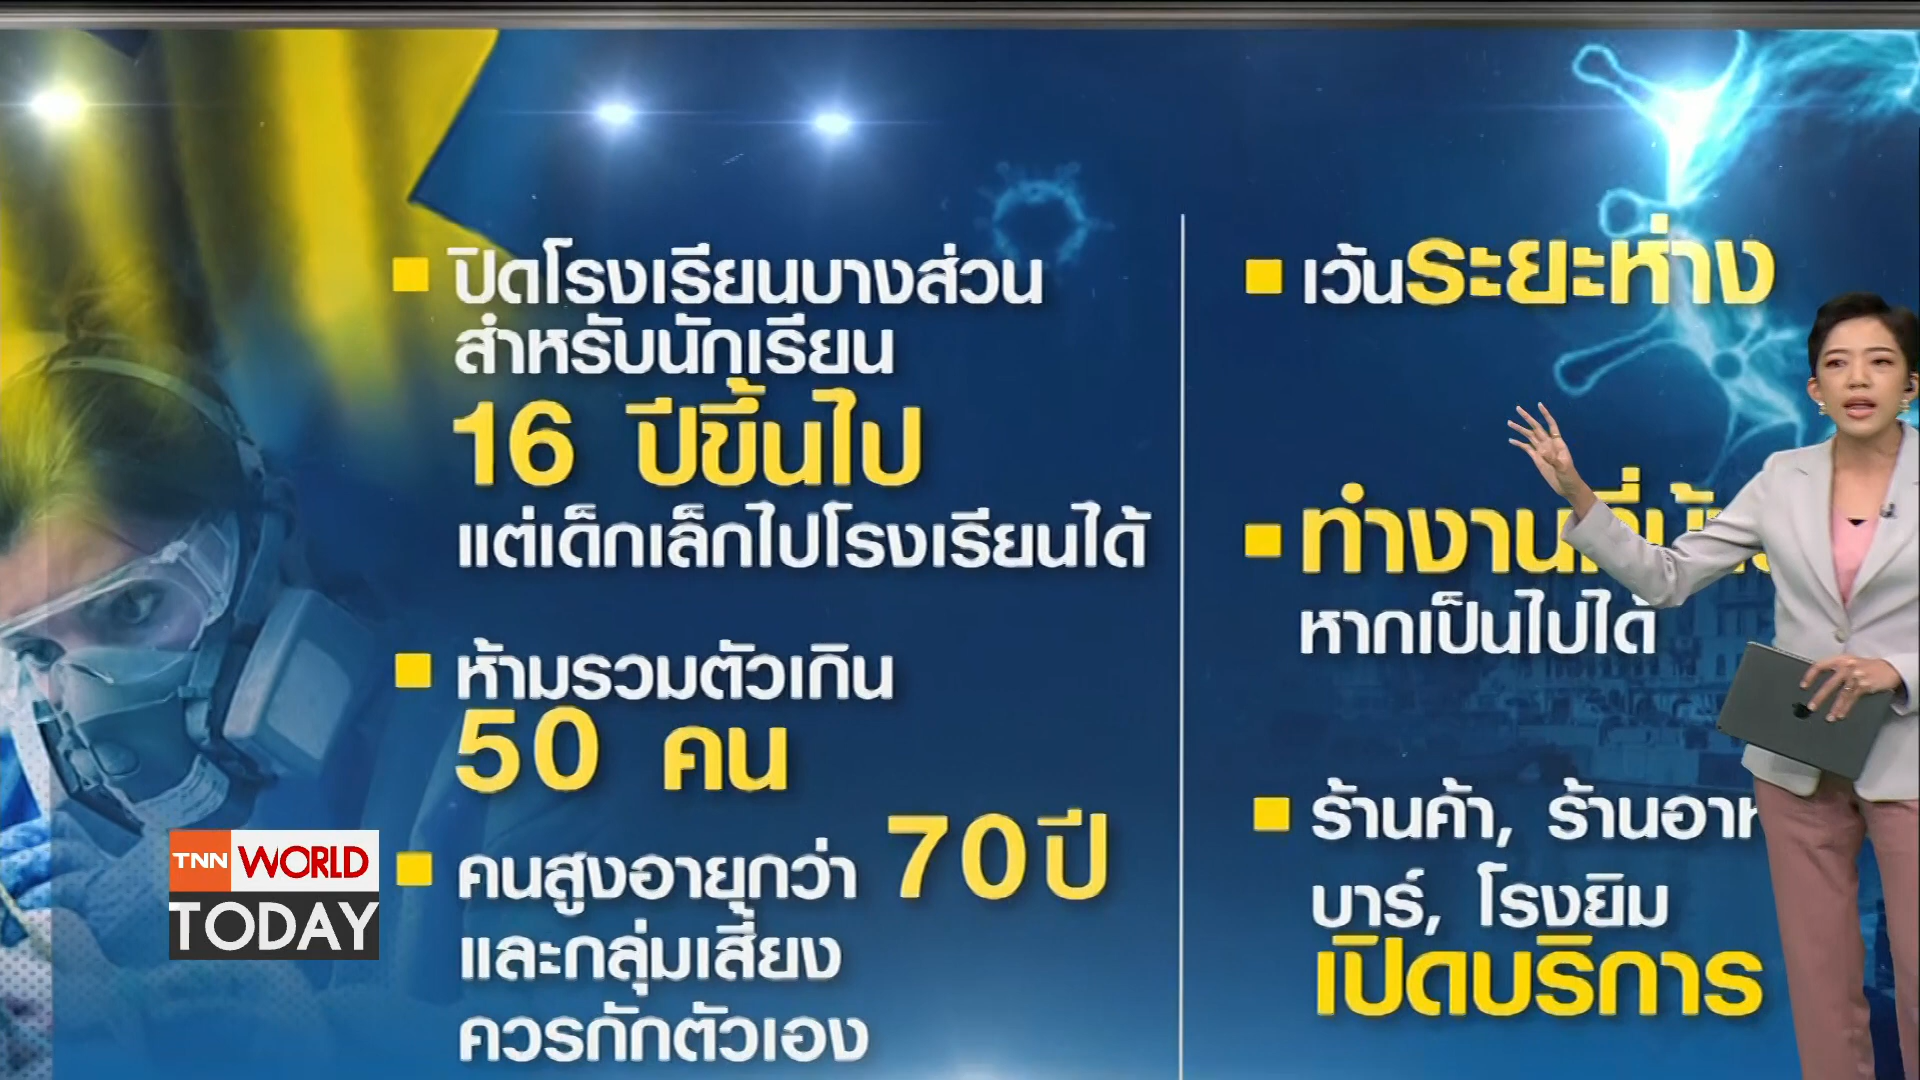 ปิดโรงเรียนบางส่วน
สำหรับนักเรียน
16 ปีขึ้นไป
แต่เด็กเล็กไปโรงเรียนได้
ห้ามรวมตัวเกิน
50 คน
คนสูงอายุกว่า 70 ปี
และกลุ่มเสี่ยง
ควรกักตัวเอง
เว้นระยะห่าง
หากเป็นไปได้
ร้านค้า,
บาร์, โรงยิม
เปิดบริการ
TNN WORLD
TODAY